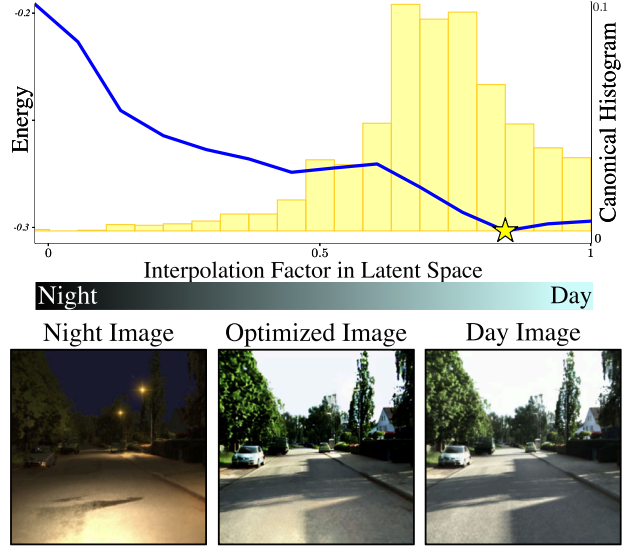 -0.2
0.1
Energy
Canonical Histogram
-0.3
0
0
0.5
1
Interpolation Factor in Latent Space
Night
Day
Night Image
Optimized Image
Day Image